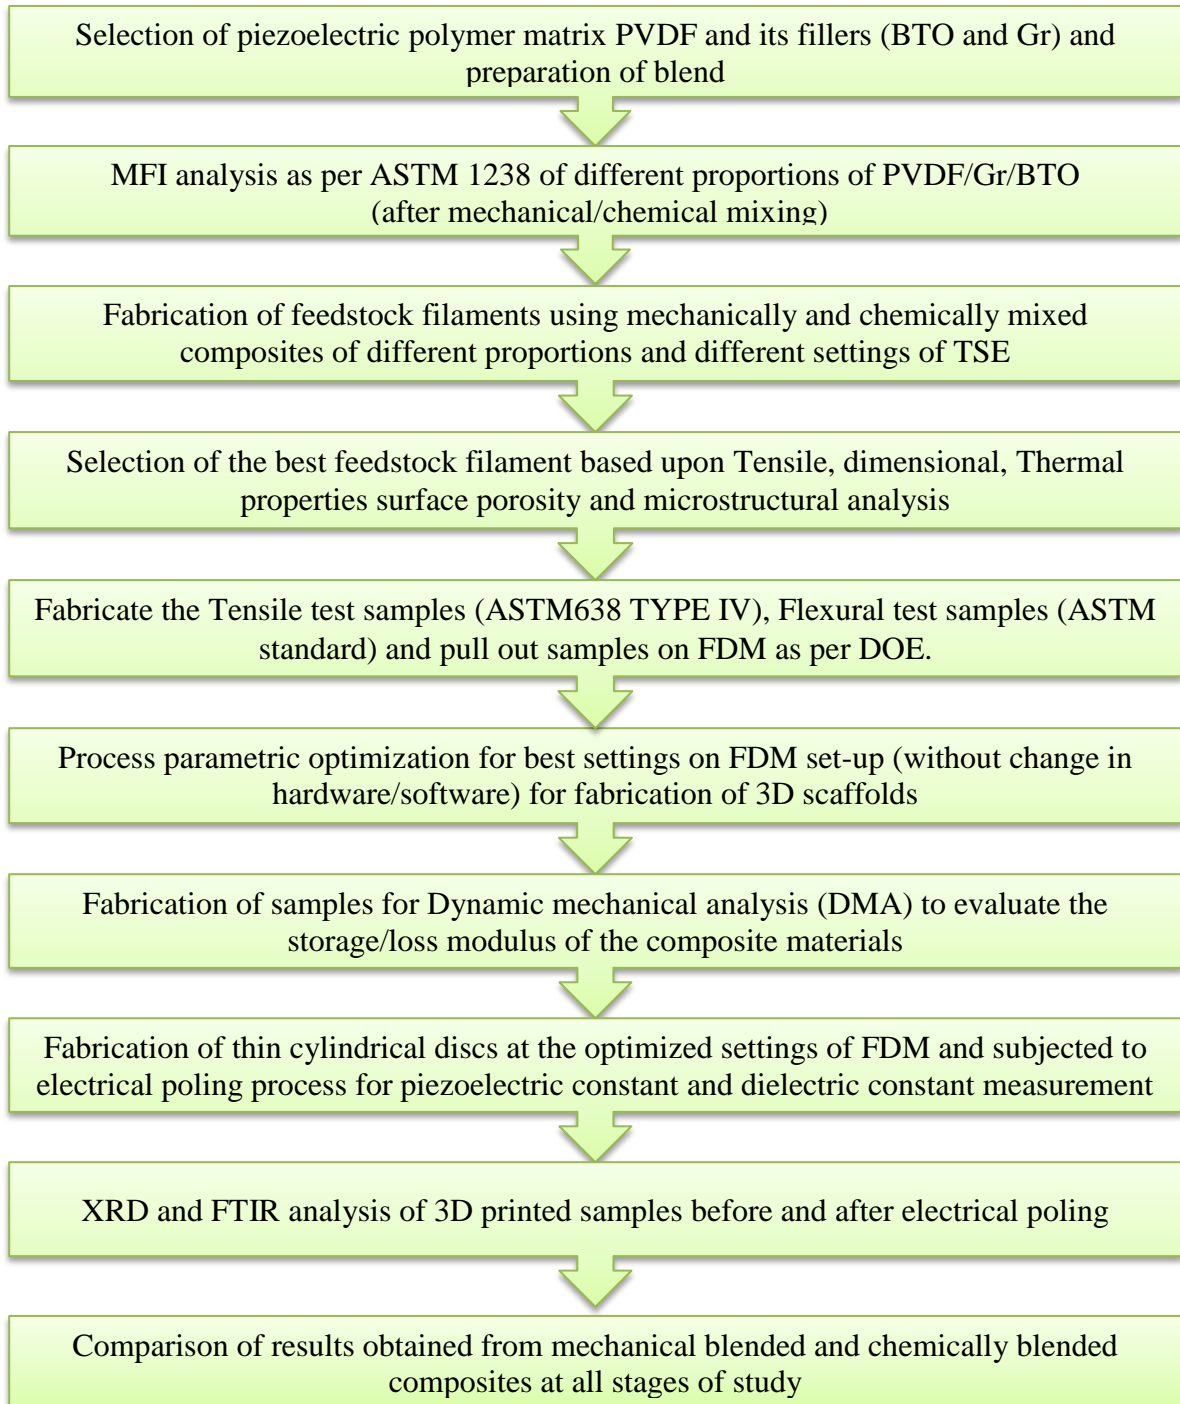 Selection of piezoelectric polymer matrix PVDF and its fillers (BTO and Gr) and
preparation of blend
MFI analysis as per ASTM 1238 of different proportions of PVDF/Gr/BTO
(after mechanical/chemical mixing)
Fabrication of feedstock filaments using mechanically and chemically mixed
composites of different proportions and different settings of TSE
Selection of the best feedstock filament based upon Tensile, dimensional, Thermal
properties surface porosity and microstructural analysis
Fabricate the Tensile test samples (ASTM638 TYPE IV), Flexural test samples (ASTM
standard) and pull out samples on FDM as per DOE.
Process parametric optimization for best settings on FDM set-up (without change in
hardware/software) for fabrication of 3D scaffolds
Fabrication of samples for Dynamic mechanical analysis (DMA) to evaluate the
storage/loss modulus of the composite materials
Fabrication of thin cylindrical discs at the optimized settings of FDM and subjected to
electrical poling process for piezoelectric constant and dielectric constant measurement
XRD and FTIR analysis of 3D printed samples before and after electrical poling
Comparison of results obtained from mechanical blended and chemically blended
composites at all stages of study